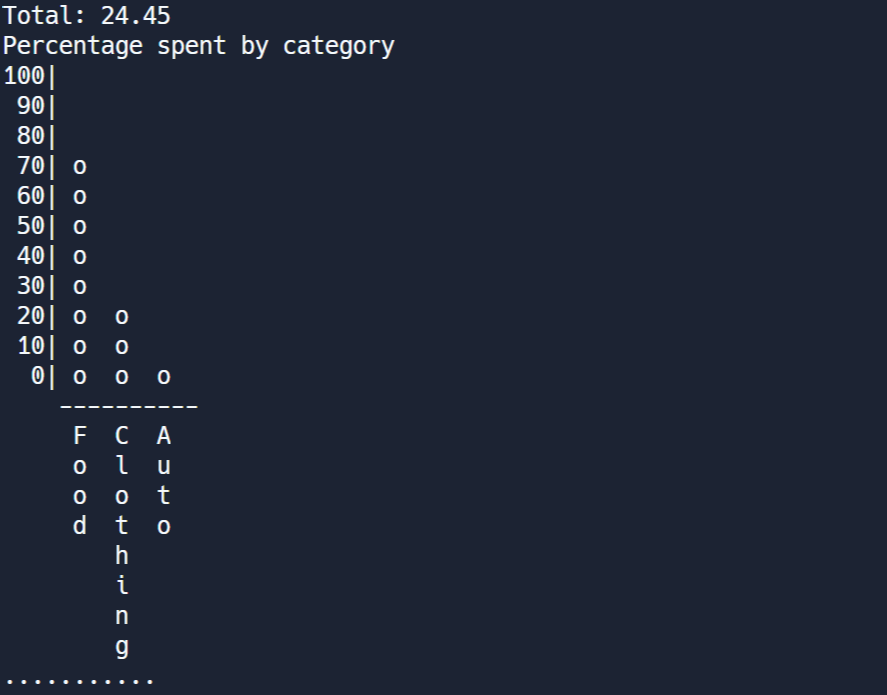 Total: 24.45
Percentage spent by category
100|
 90|
 80|
 70| o
 60| o
 50| o
 40| o
 30| o
 20| o  o
 10| o  o
  0| o  o  o
    ----------
     F  C  A
     o  l  u
     o  o  t
     d  t  o
        h
        i
        n
        g
...........